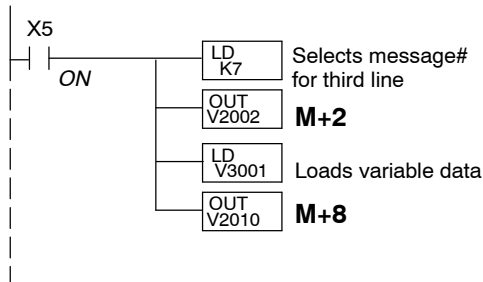 X5
ON
LD
K7
Selects message#
for third line
OUT
V2002
M+2
LD
V3001
Loads variable data
OUT
V2010
M+8